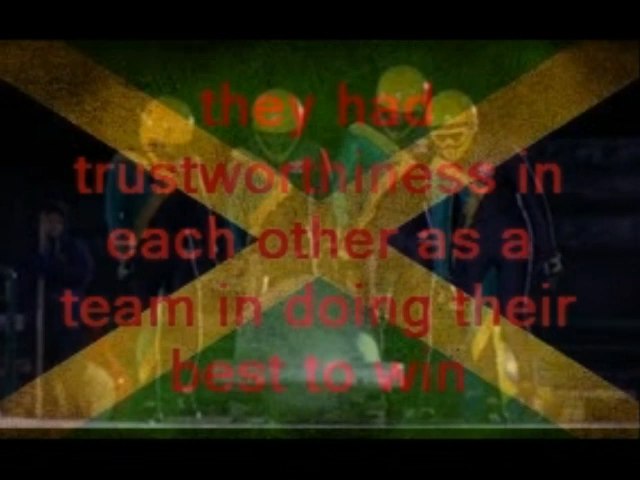 they had
trustworthiness in
each other as a
team in doing their
best to win